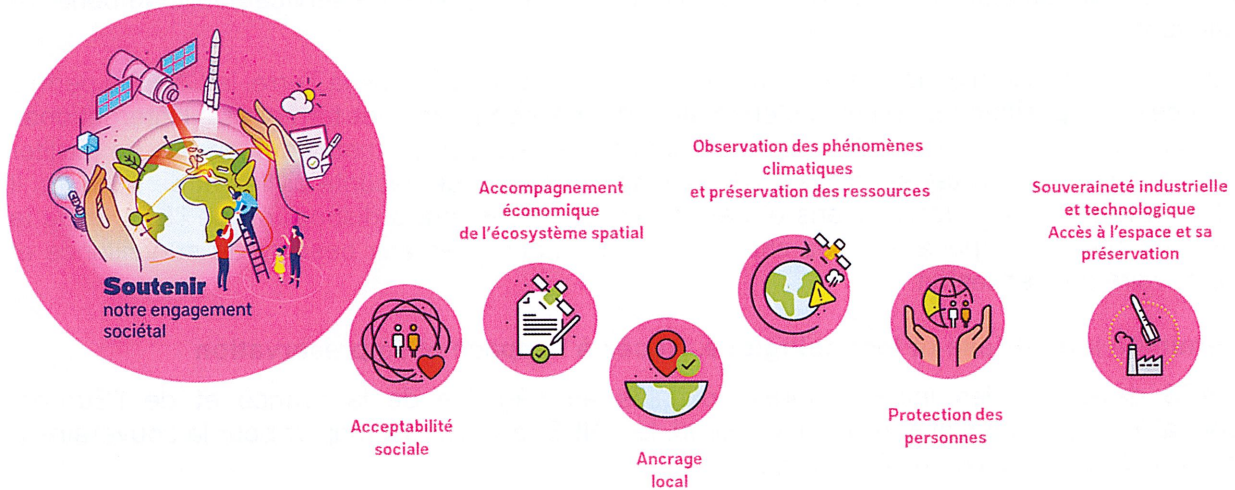 Soutenir
notre engagement
sociétal
Acceptabilité
sociale
Accompagnement
économique
de l'écosystème spatial
Ancrage
local
Observation des phénomènes
climatiques
et préservation des ressources
Protection des
personnes
Souveraineté industrielle
et technologique
Accès à l'espace et sa
préservation